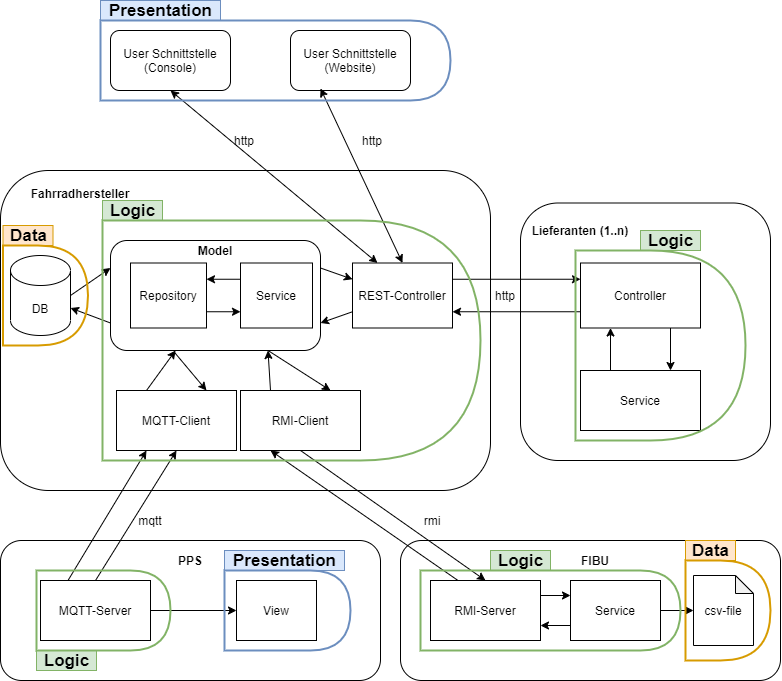 Presentation
User Schnittstelle
(Console)
User Schnittstelle
(Website)
http
http
Fahrradhersteller
Logic
Data
DB
Model
Repository
Service
REST-Controller
MQTT-Client
RMI-Client
http
Lieferanten (1..n)
Logic
Controller
Service
mqtt
rmi
PPS
Presentation
MQTT-Server
View
Logic
Logic
FIBU
Data
RMI-Server
Service
csv-file